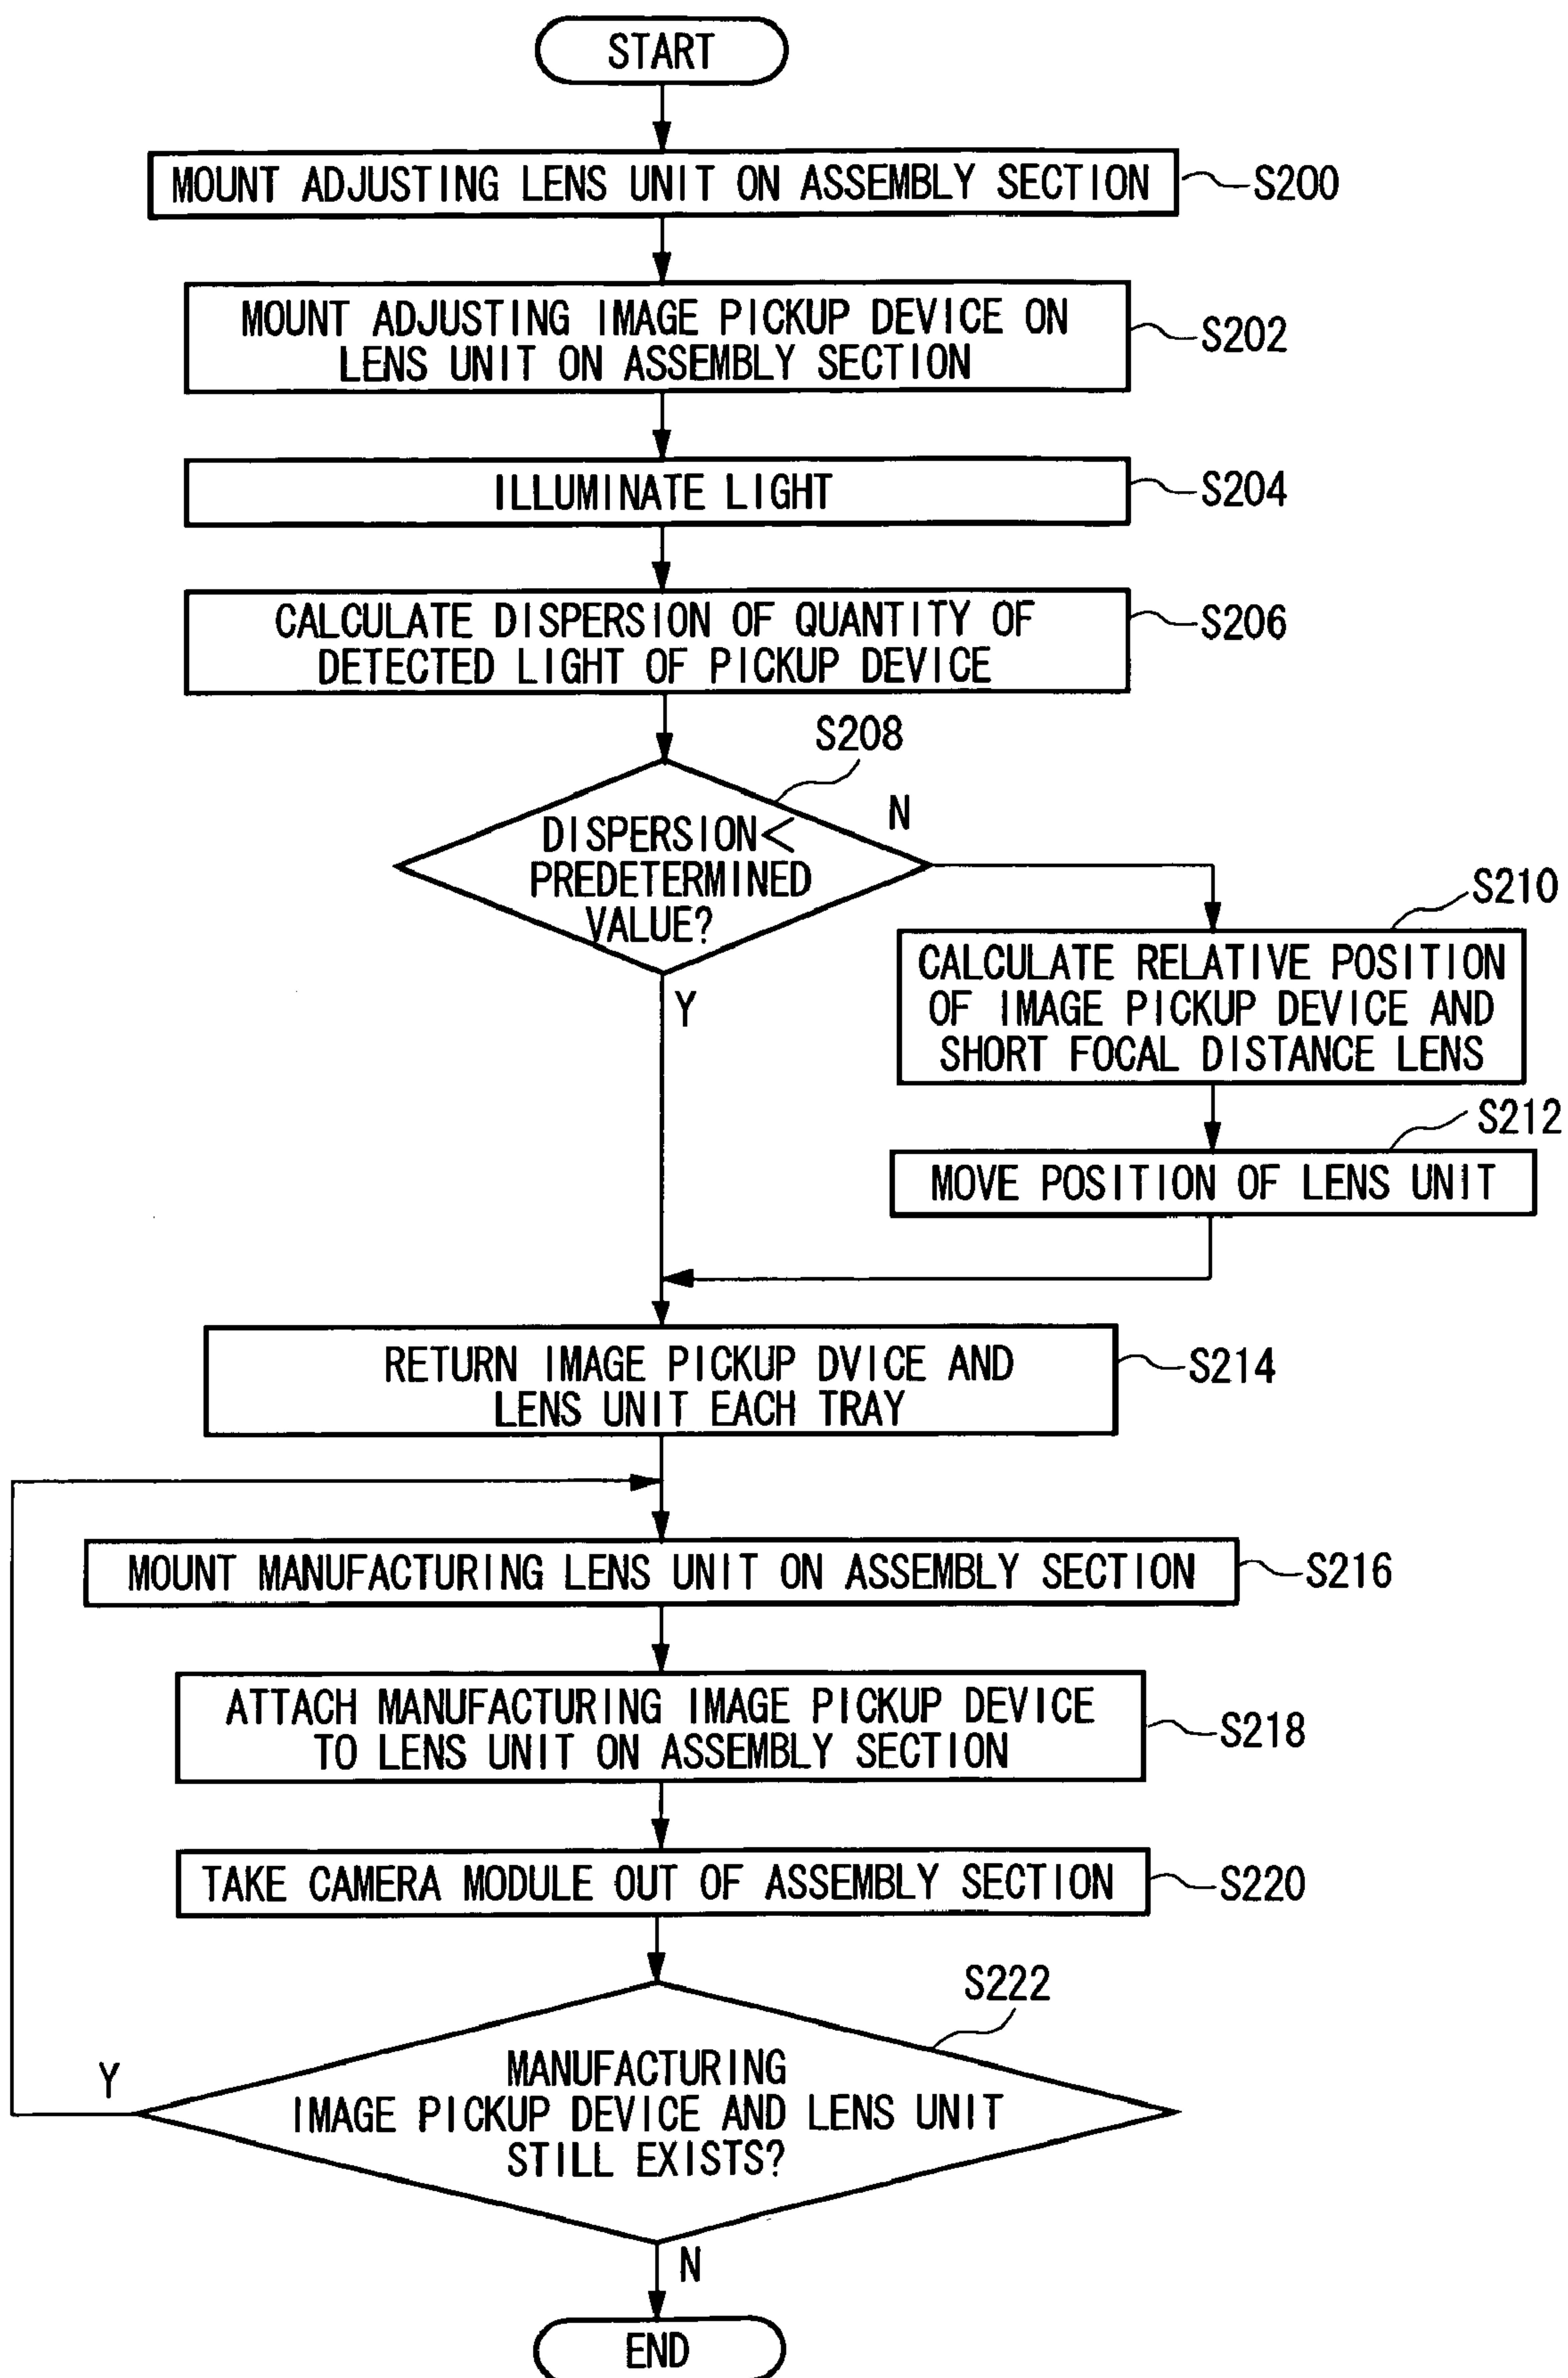 START
MOUNT ADJUSTING LENS UNIT ON ASSEMBLY SECTION
S200
MOUNT ADJUSTING IMAGE PICKUP DEVICE ON
LENS UNIT ON ASSEMBLY SECTION
S202
ILLUMINATE LIGHT
S204
CALCULATE DISPERSION OF QUANTITY OF
DETECTED LIGHT OF PICKUP DEVICE
S206
S208
DISPERSION<
PREDETERMINED
VALUE?
N
Y
S210
CALCULATE RELATIVE POSITION
OF IMAGE PICKUP DEVICE AND
SHORT FOCAL DISTANCE LENS
S212
MOVE POSITION OF LENS UNIT
RETURN IMAGE PICKUP DVICE AND
LENS UNIT EACH TRAY
S214
MOUNT MANUFACTURING LENS UNIT ON ASSEMBLY SECTION
S216
ATTACH MANUFACTURING IMAGE PICKUP DEVICE
TO LENS UNIT ON ASSEMBLY SECTION
S218
TAKE CAMERA MODULE OUT OF ASSEMBLY SECTION
S220
S222
MANUFACTURING
IMAGE PICKUP DEVICE AND LENS UNIT
STILL EXISTS?
Y
N
END